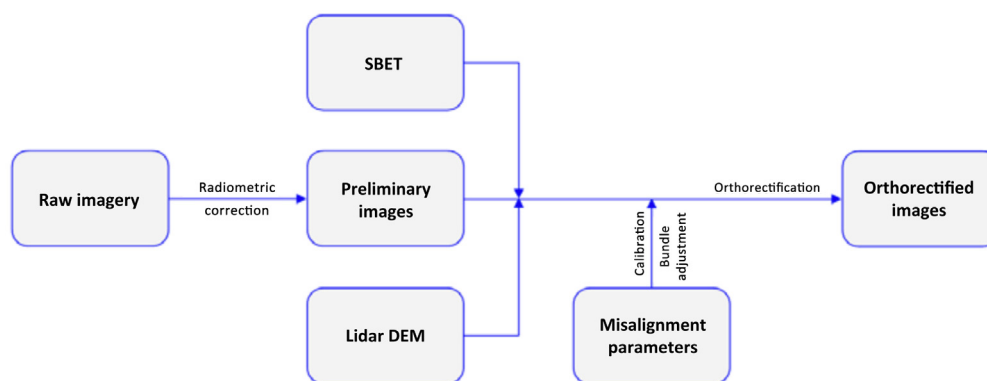 SBET
Raw imagery
Radiometric
correction
Preliminary
images
Orthorectification
Orthorectified
images
Calibration
Bundle
adjustment
Lidar DEM
Misalignment
parameters